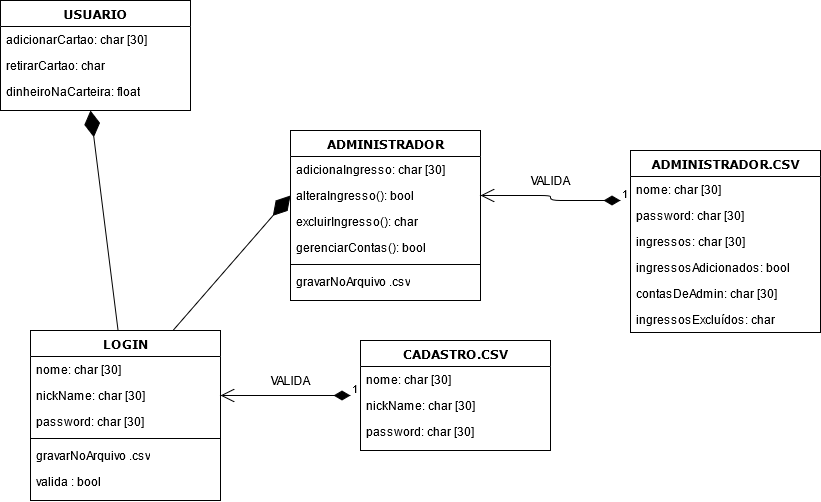 USUARIO
adicionarCartao: char [30]
retirarCartao: char
dinheiroNaCarteira: float
ADMINISTRADOR
adicionaIngresso: char [30]
alteraIngresso(): bool
excluirIngresso(): char
gerenciarContas(): bool
gravarNoArquivo .csv
VALIDA
1
ADMINISTRADOR.CSV
nome: char [30]
password: char [30]
ingressos: char [30]
ingressosAdicionados: bool
contasDeAdmin: char [30]
ingressosExcluídos: char
LOGIN
nome: char [30]
nickName: char [30]
password: char [30]
gravarNoArquivo .csv
valida : bool
VALIDA
1
CADASTRO.CSV
nome: char [30]
nickName: char [30]
password: char [30]